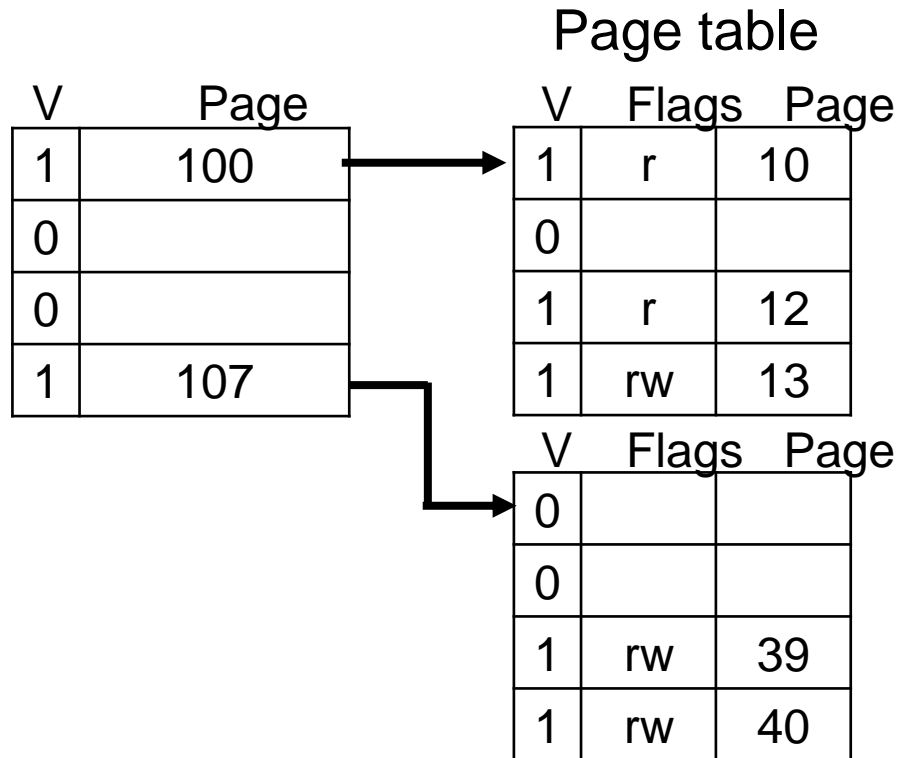 Page table
V Page
1 100
0
0
1 107
V Flags Page
1 r 10
0
1 r 12
1 rw 13
V Flags Page
0
0
1 rw 39
1 rw 40